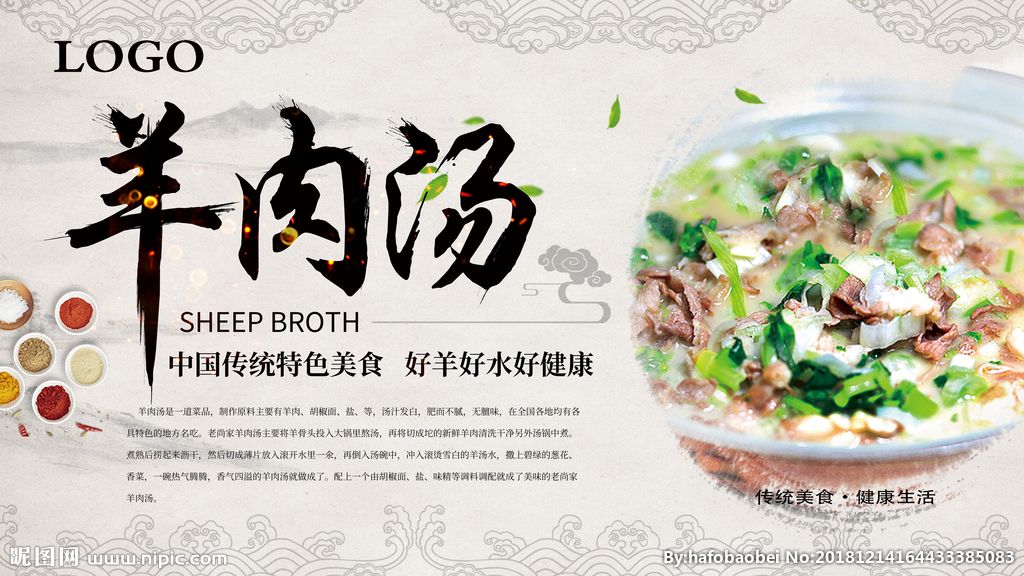 LOGO
羊肉汤
SHEEP BROTH
中国传统特色美食 好羊好水好健康
羊肉汤是一道菜品，制作原料主要有羊肉、胡椒面、盐、等，汤汁发白，肥而不腻，无膻味，在全国各地均有各
具特色的地方名吃。老尚家羊肉汤主要将羊骨头投入大锅里熬汤，再将切成坨的新鲜羊肉清洗干净另外汤锅中煮。
煮熟后捞起来沥干，然后切成薄片放入滚开水里一汆，再倒入汤碗中，冲入滚烫雪白的羊汤水，撒上碧绿的葱花、
香菜，一碗热气腾腾，香气四溢的羊肉汤就做成了。配上一个由胡椒面、盐、味精等调料调配就成了美味的老尚家
羊肉汤。
传统美食·健康生活
昵图网 www.nipic.com
By:hafobaobei No:20181214164433385083